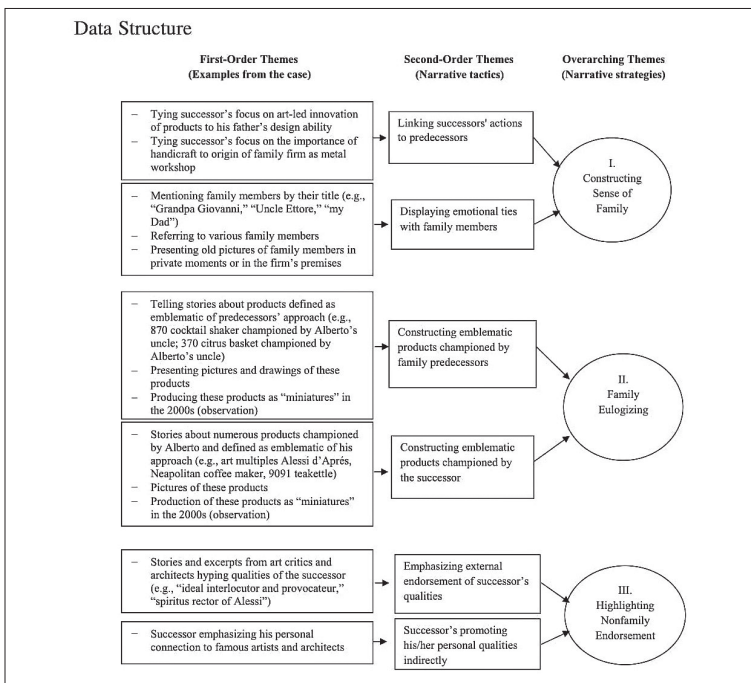 Data Structure
First-Order Themes
(Examples from the case)
Second-Order Themes
(Narrative tactics)
Overarching Themes
(Narrative strategies)
– Tying successor's focus on art-led innovation
of products to his father's design ability
– Tying successor's focus on the importance of
handicraft to origin of family firm as metal
workshop
Linking successors' actions
to predecessors
– Mentioning family members by their title (e.g.,
“Grandpa Giovanni,” “Uncle Ettore,” “my
Dad”)
– Referring to various family members
– Presenting old pictures of family members in
private moments or in the firm's premises
Displaying emotional ties
with family members
I.
Constructing
Sense of
Family
– Telling stories about products defined as
emblematic of predecessors' approach (e.g.,
870 cocktail shaker championed by Alberto's
uncle; 370 citrus basket championed by
Alberto's uncle)
– Presenting pictures and drawings of these
products
– Producing these products as “miniatures” in
the 2000s (observation)
Constructing emblematic
products championed by
family predecessors
– Stories about numerous products championed
by Alberto and defined as emblematic of his
approach (e.g., art multiples Alessi d'Aprés,
Neapolitan coffee maker, 9091 teakettle)
– Pictures of these products
– Production of these products as “miniatures”
in the 2000s (observation)
Constructing emblematic
products championed by
the successor
II.
Family
Eulogizing
– Stories and excerpts from art critics and
architects hyping qualities of the successor
(e.g., “ideal interlocutor and provocateur,”
“spiritus rector of Alessi”)
Emphasizing external
endorsement of successor's
qualities
– Successor emphasizing his personal
connection to famous artists and architects
Successor's promoting
his/her personal qualities
indirectly
III.
Highlighting
Nonfamily
Endorsement